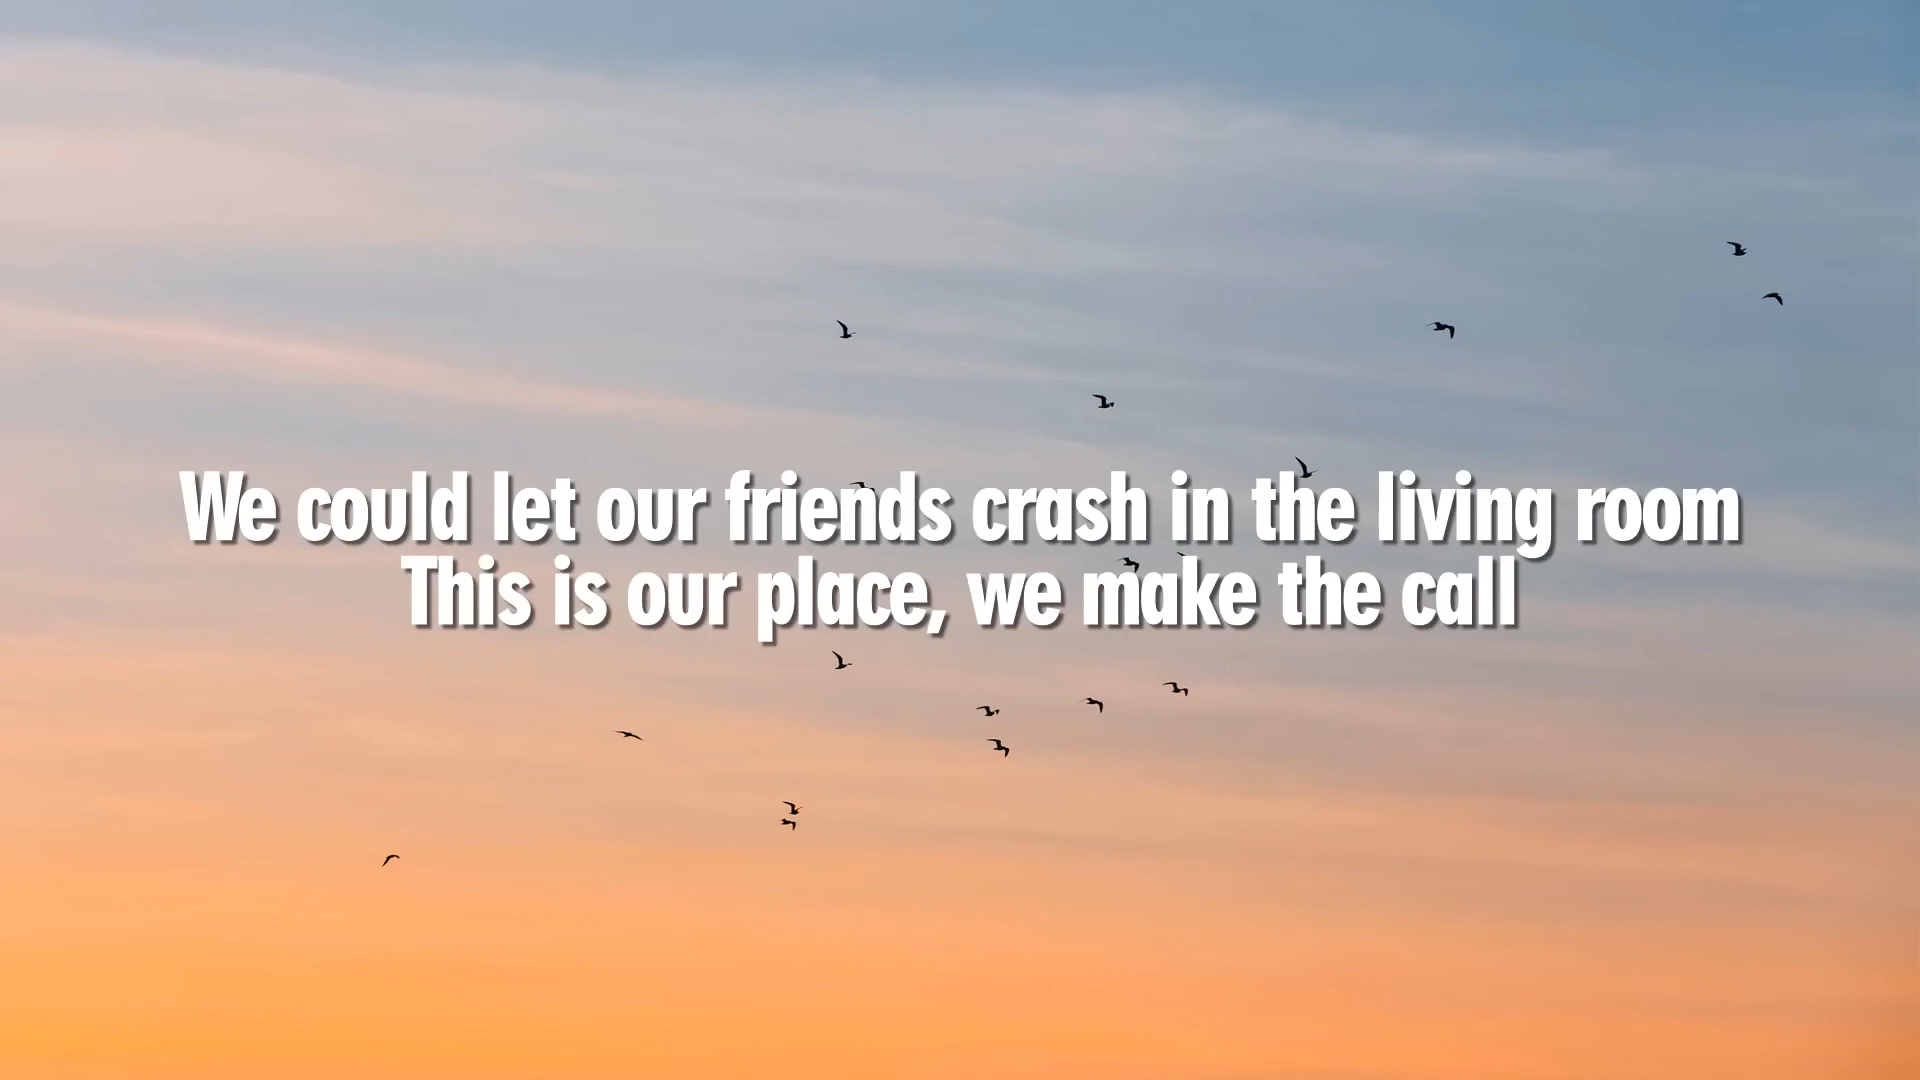 We could let our friends crash in the living room
This is our place, we make the call